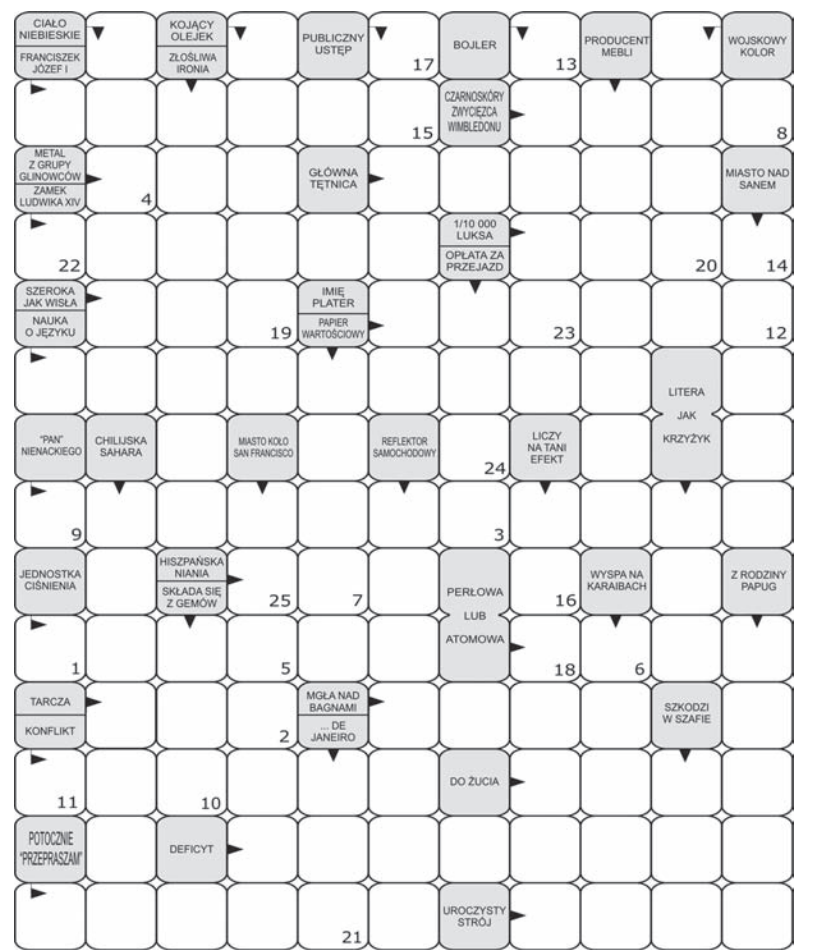 CIAŁO
NIEBIESKIE
FRANCISZEK
JÓZEF I
KOJĄCY
OLEJEK
ZŁOŚLIWA
IRONIA
PUBLICZNY
USTĘP
17
BOJLER
13
PRODUCENT
MEBLI
WOJSKOWY
KOLOR
15
CZARNOSKÓRY
ZWYCIĘZCA
WIMBLEDONU
8
METAL
Z GRUPY
GLINOWCÓW
ZAMEK
LUDWIKA XIV
4
GŁÓWNA
TĘTNICA
MIASTO NAD
SANEM
22
1/10 000
LUKSA
OPŁATA ZA
PRZEJAZD
20
14
SZEROKA
JAK WISŁA
NAUKA
O JĘZYKU
19
IMIĘ
PLATER
PAPIER
WARTOŚCIOWY
23
12
LITERA
JAK
KRZYŻYK
"PAN"
NIENACKIEGO
CHILIJSKA
SAHARA
MIASTO KOŁO
SAN FRANCISCO
REFLEKTOR
SAMOCHODOWY
24
LICZY
NA TANI
EFEKT
9
3
JEDNOSTKA
CIŚNIENIA
HISZPAŃSKA
NIANIA
SKŁADA SIĘ
Z GEMÓW
25
7
PERŁOWA
LUB
ATOMOWA
16
WYSPA NA
KARAIBACH
Z RODZINY
PAPUG
1
5
18
6
TARCZA
KONFLIKT
2
MGŁA NAD
BAGNAMI
... DE
JANEIRO
SZKODZI
W SZAFIE
11
10
DO ŻUCIA
POTOCZNIE
"PRZEPRASZAM"
DEFICYT
21
UROCZYSTY
STRÓJ